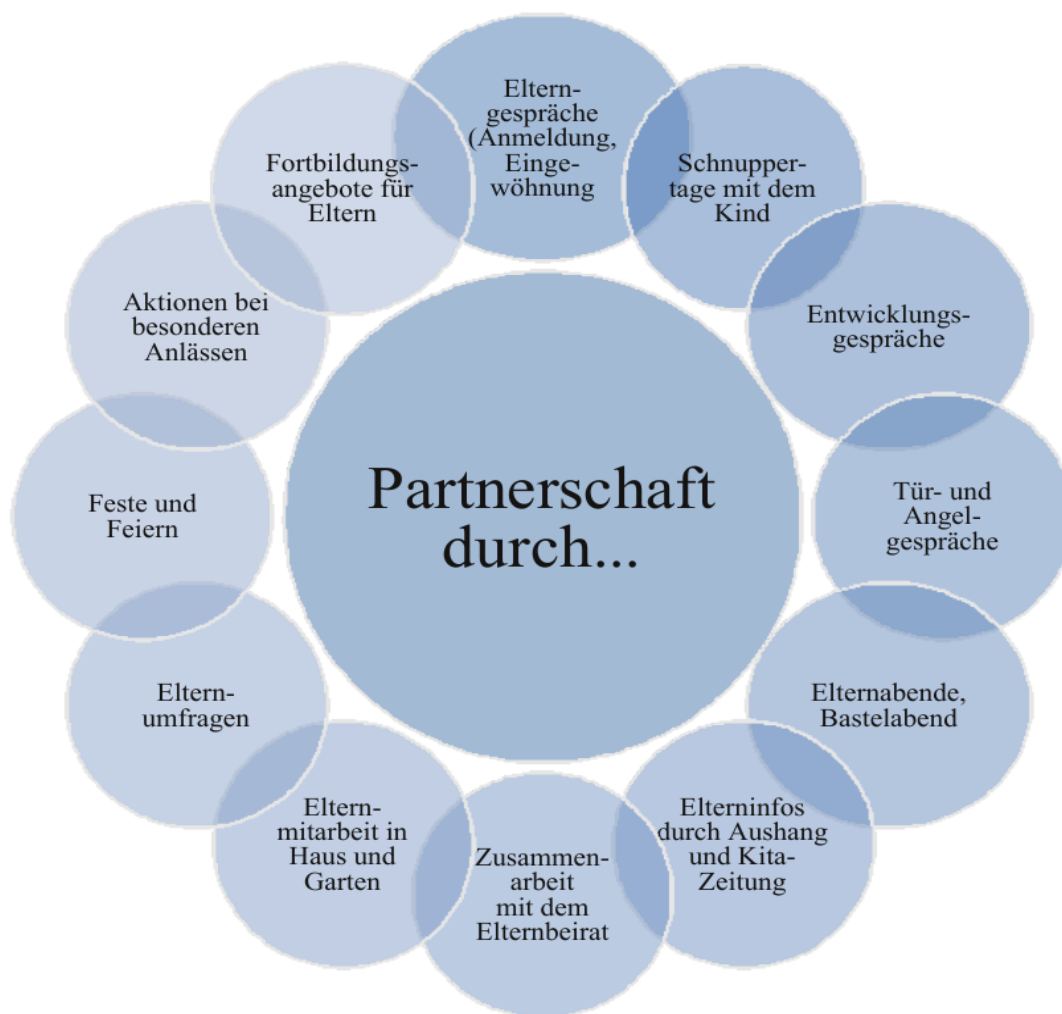 Eltern-
gespräche
(Anmeldung,
Einge-
wöhnung
Schnupper-
tage mit dem
Kind
Entwicklungs-
gespräche
Tür- und
Angel-
gespräche
Elternabende,
Bastelabend
Elterninfos
durch Aushang
und Kita-
Zeitung
Zusammen-
arbeit
mit dem
Elternbeirat
Eltern-
mitarbeit in
Haus und
Garten
Eltern-
umfragen
Feste und
Feiern
Aktionen bei
besonderen
Anlässen
Fortbildungs-
angebote für
Eltern
Partnerschaft
durch...